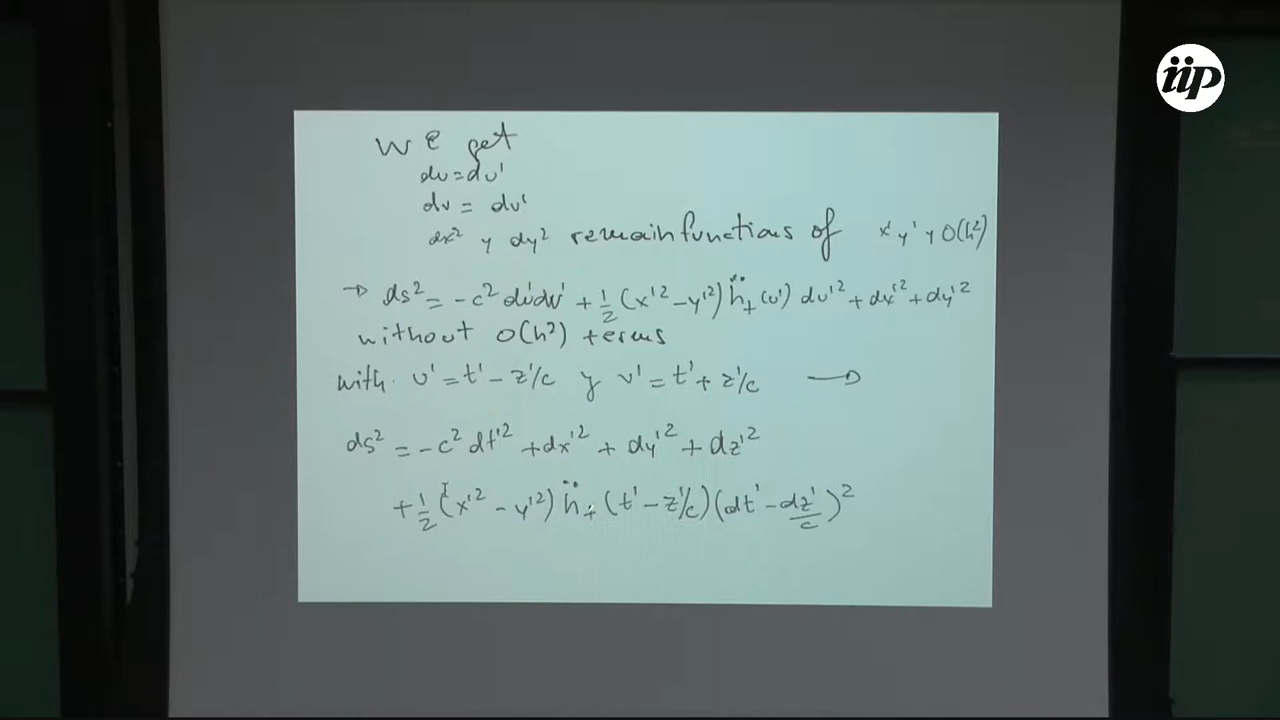 iip
We get
du = du'
dv = dv'
dx² y dy² remain functions of x' y' y O(h²)
→ ds² = -c² du'dv' + 1/2 (x'² - y'²) ḧ₊(u') du'² + dx'² + dy'²
without O(h²) terms
with u' = t' - z'/c y v' = t' + z'/c →
ds² = -c² dt'² + dx'² + dy'² + dz'²
+ 1/2 (x'² - y'²) ḧ₊ (t' - z'/c)(dt' - dz'/c)²